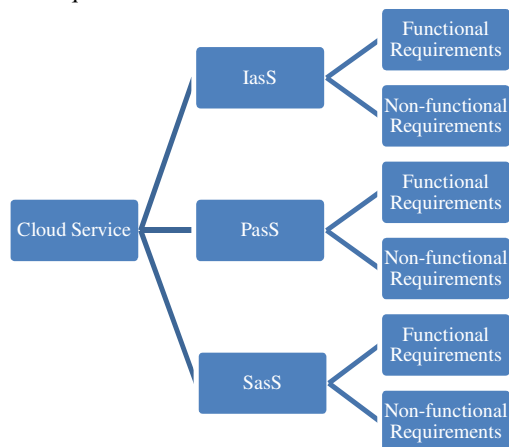 Functional
Requirements
IasS
Non-functional
Requirements
Functional
Requirements
Cloud Service
PasS
Non-functional
Requirements
Functional
Requirements
SasS
Non-functional
Requirements